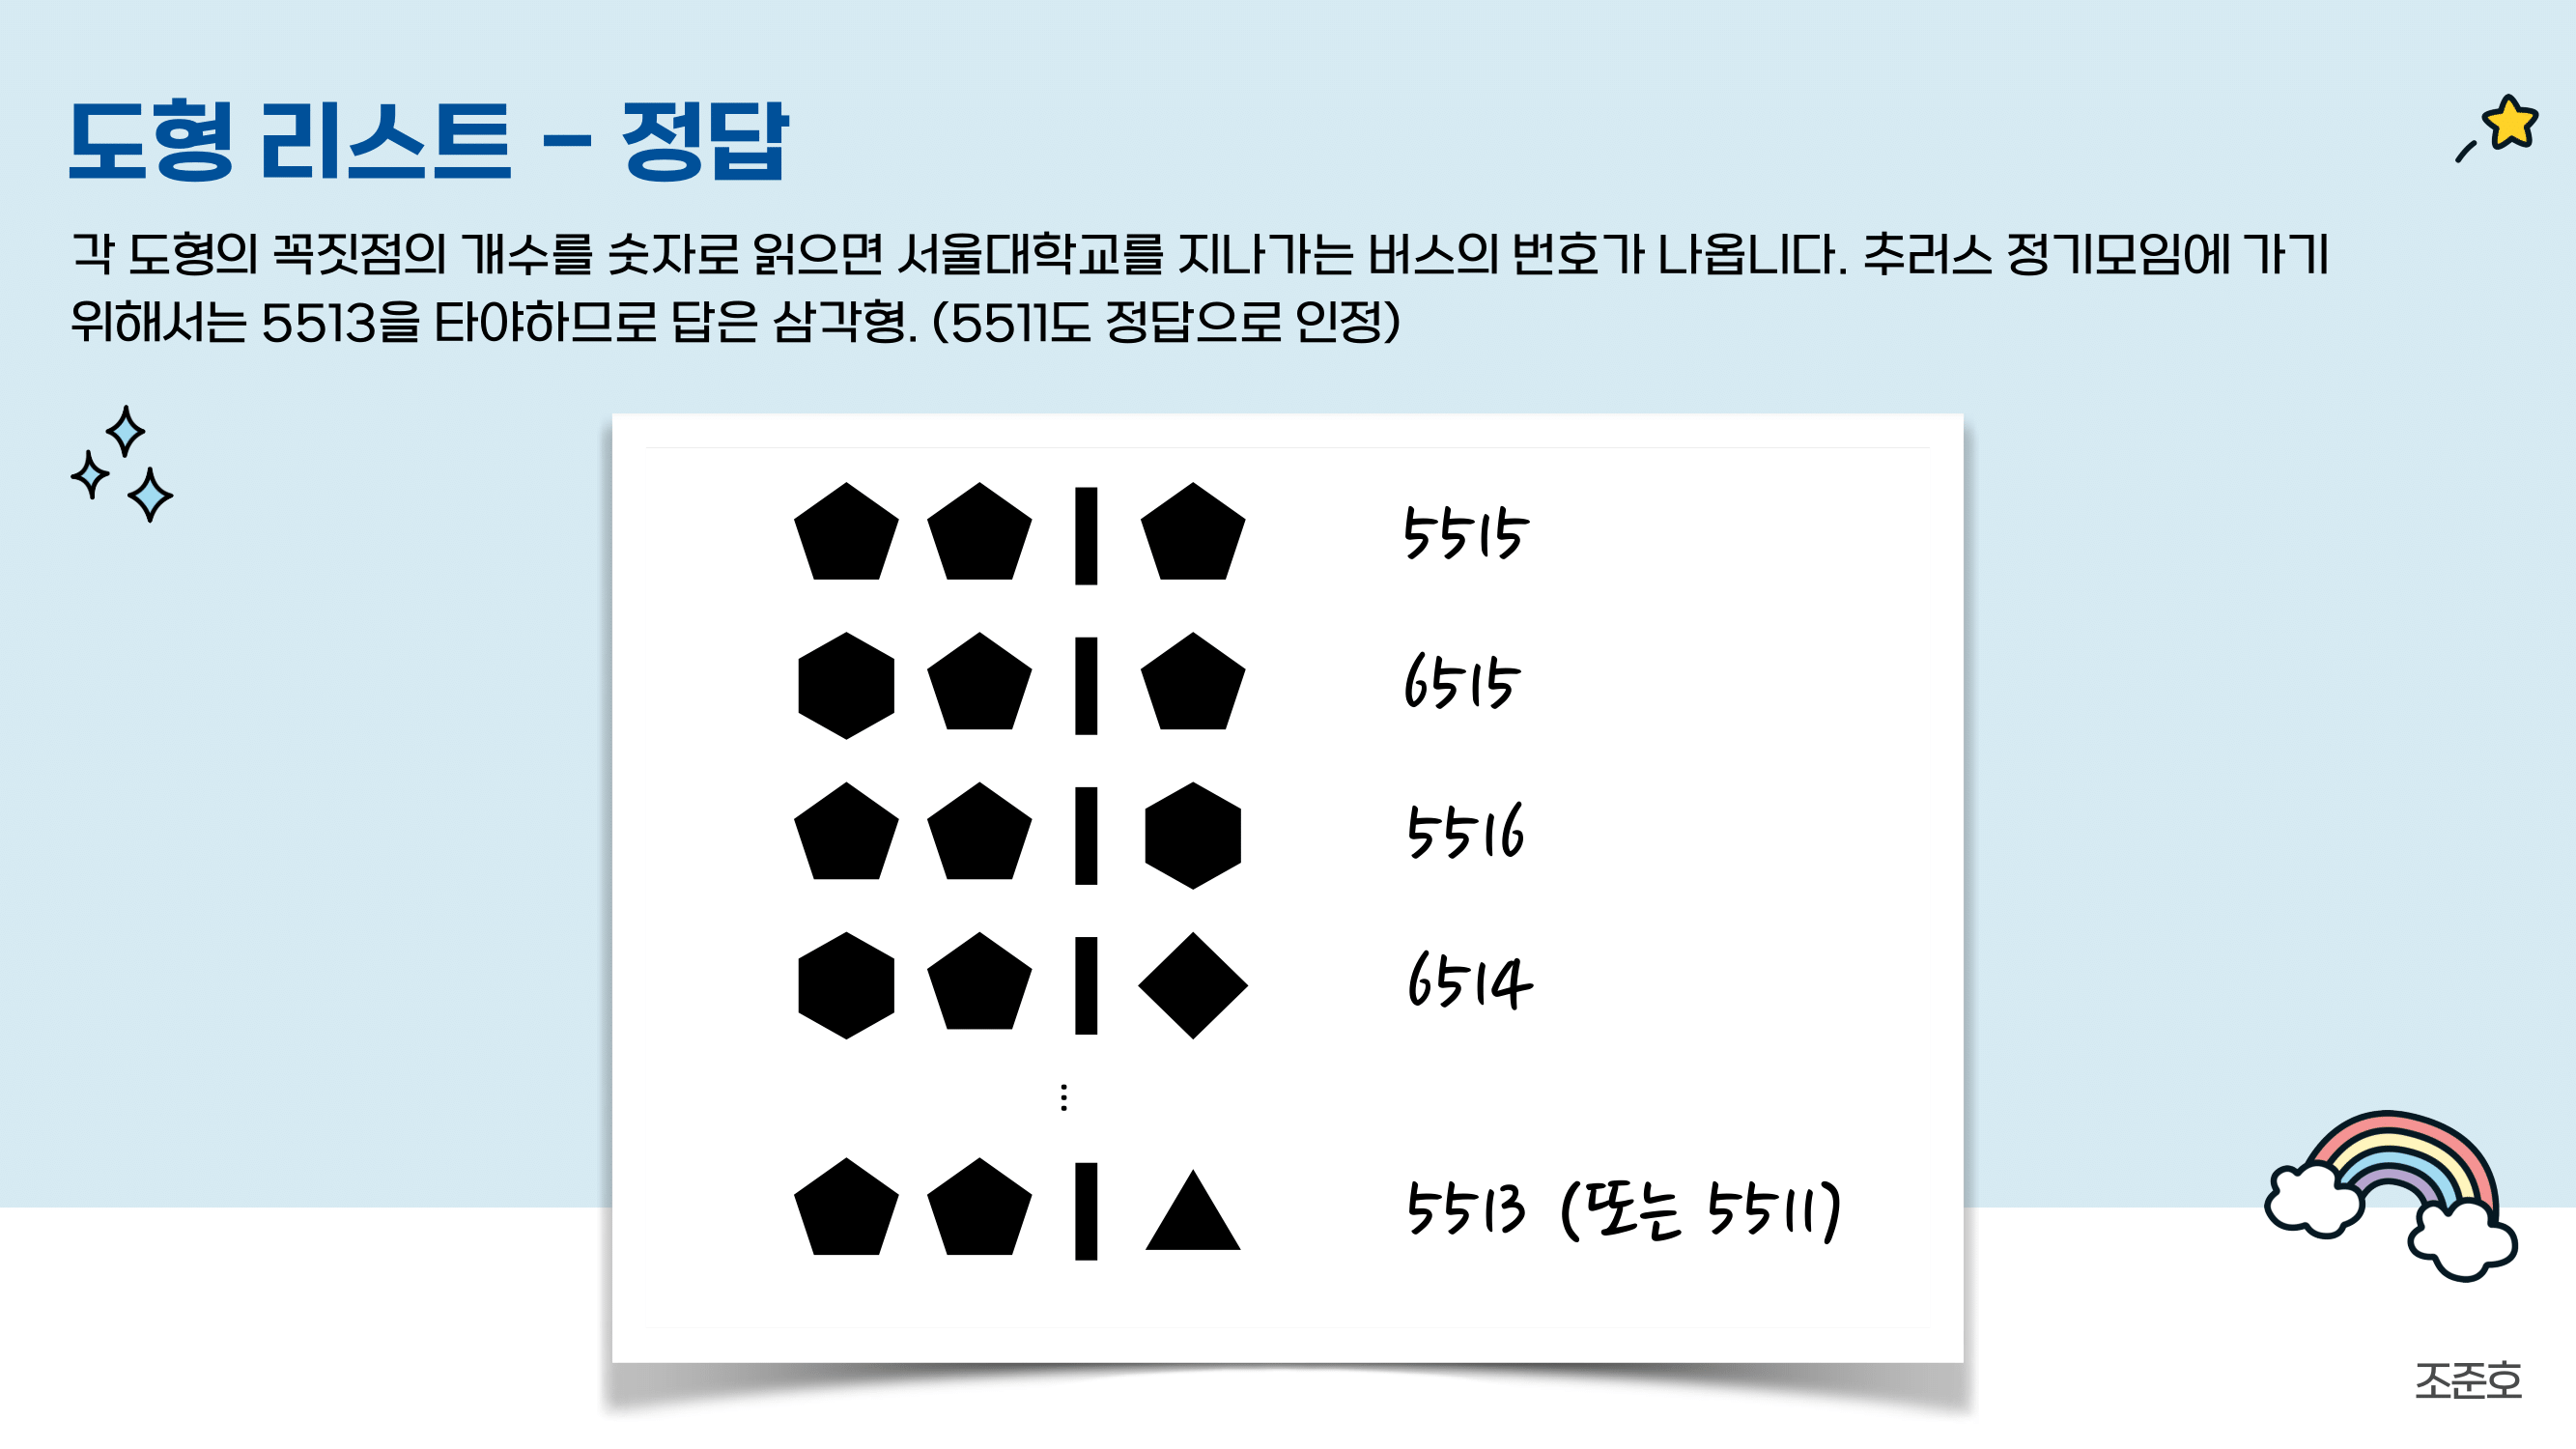 도형 리스트 - 정답
각 도형의 꼭짓점의 개수를 숫자로 읽으면 서울대학교를 지나가는 버스의 번호가 나옵니다. 추러스 정기모임에 가기
위해서는 5513을 타야하므로 답은 삼각형. (5511도 정답으로 인정)
5515
6515
5516
6514
⋮
5513 (또는 5511)
조준호